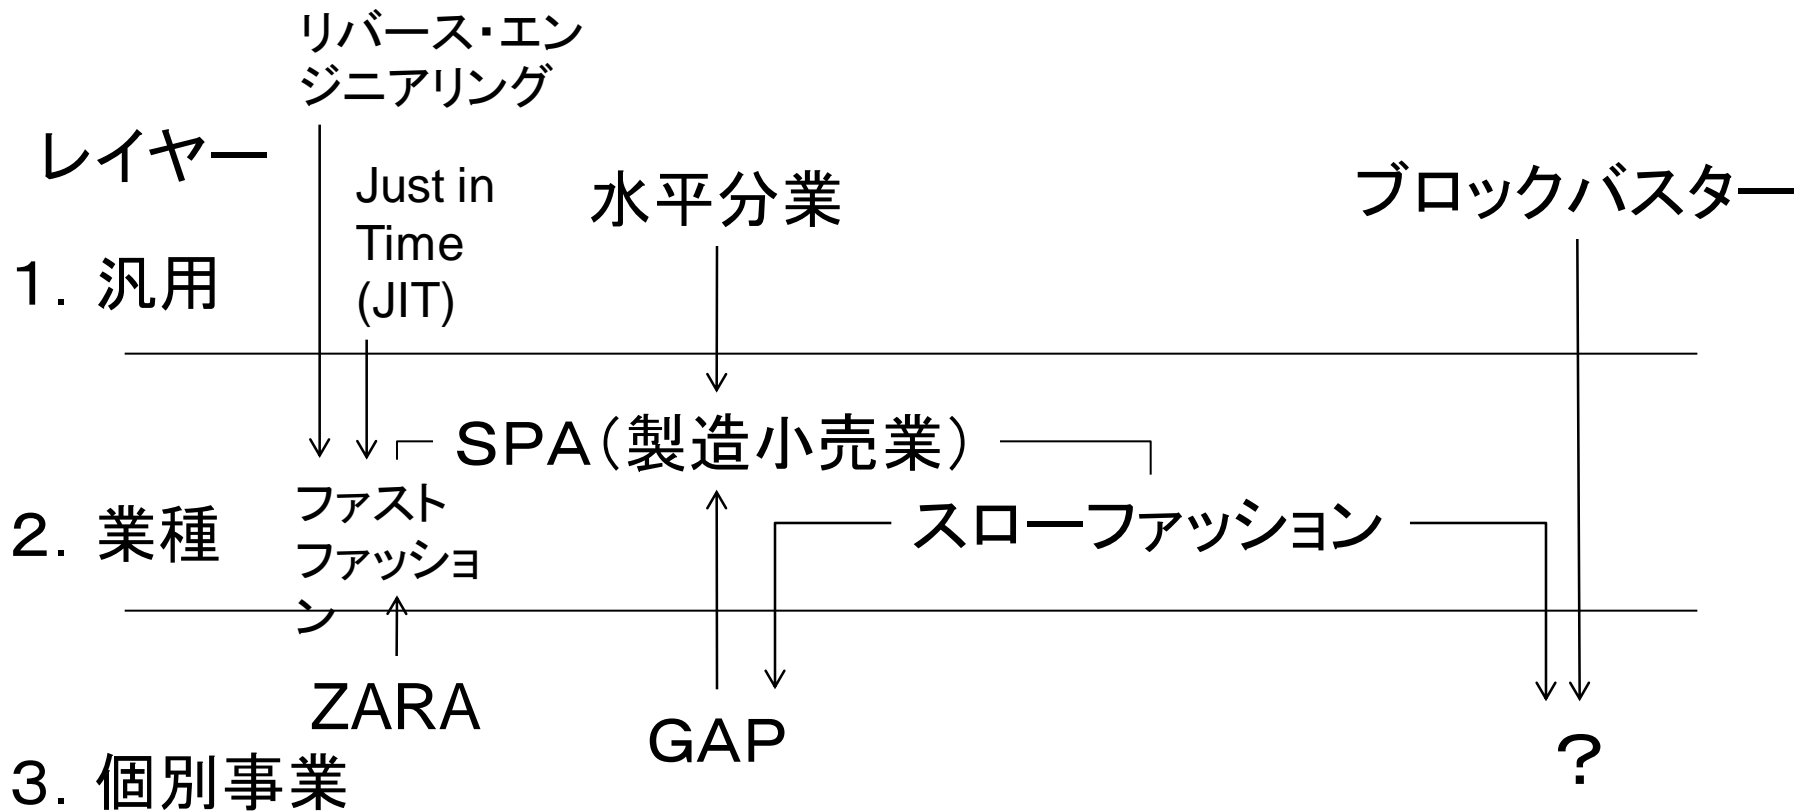 リバース・エン
ジニアリング
レイヤー
Just in
Time
(JIT)
水平分業
ブロックバスター
１. 汎用
SPA(製造小売業)
ファスト
ファッショ
ン
スローファッション
２. 業種
ZARA
GAP
？
３. 個別事業